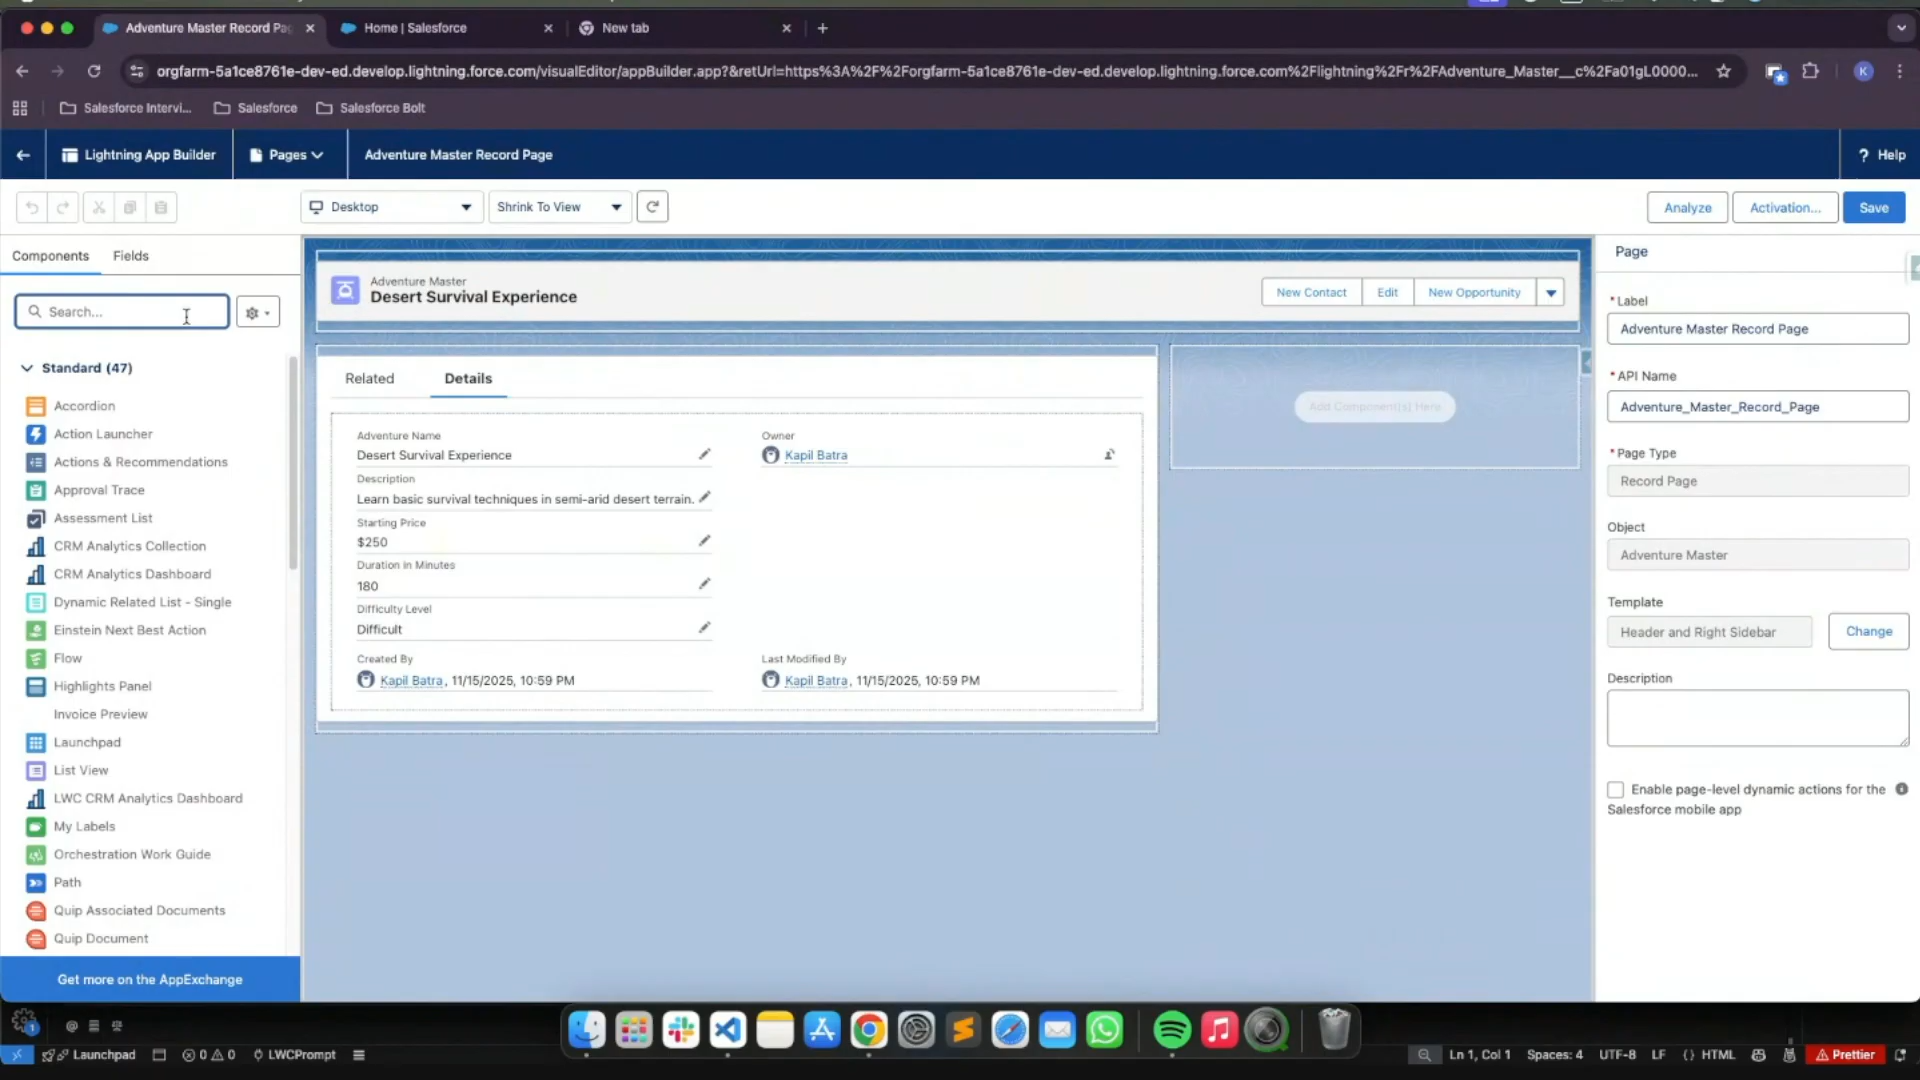 Adventure Master Record Pag
Home | Salesforce
New tab
orgfarm-5a1ce8761e-dev-ed.develop.lightning.force.com/visualEditor/appBuilder.app?&retUrl=https%3A%2F%2Forgfarm-5a1ce8761e-dev-ed.develop.lightning.force.com%2Flightning%2Fr%2FAdventure_Master__c%2Fa01gL0000...
K
Salesforce Intervi...
Salesforce
Salesforce Bolt
Lightning App Builder
Pages
Adventure Master Record Page
? Help
Desktop
Shrink To View
Analyze
Activation...
Save
Components
Fields
Search...
Standard (47)
Accordion
Action Launcher
Actions & Recommendations
Approval Trace
Assessment List
CRM Analytics Collection
CRM Analytics Dashboard
Dynamic Related List - Single
Einstein Next Best Action
Flow
Highlights Panel
Invoice Preview
Launchpad
List View
LWC CRM Analytics Dashboard
My Labels
Orchestration Work Guide
Path
Quip Associated Documents
Quip Document
Get more on the AppExchange
Adventure Master
Desert Survival Experience
New Contact
Edit
New Opportunity
Related
Details
Adventure Name
Desert Survival Experience
Owner
Kapil Batra
Description
Learn basic survival techniques in semi-arid desert terrain.
Starting Price
$250
Duration in Minutes
180
Difficulty Level
Difficult
Created By
Kapil Batra, 11/15/2025, 10:59 PM
Last Modified By
Kapil Batra, 11/15/2025, 10:59 PM
Add Component(s) Here
Page
*Label
Adventure Master Record Page
*API Name
Adventure_Master_Record_Page
*Page Type
Record Page
Object
Adventure Master
Template
Header and Right Sidebar
Change
Description
Enable page-level dynamic actions for the
Salesforce mobile app
1
Launchpad
0
0
LWCPrompt
Ln 1, Col 1
Spaces: 4
UTF-8
LF
{} HTML
Prettier